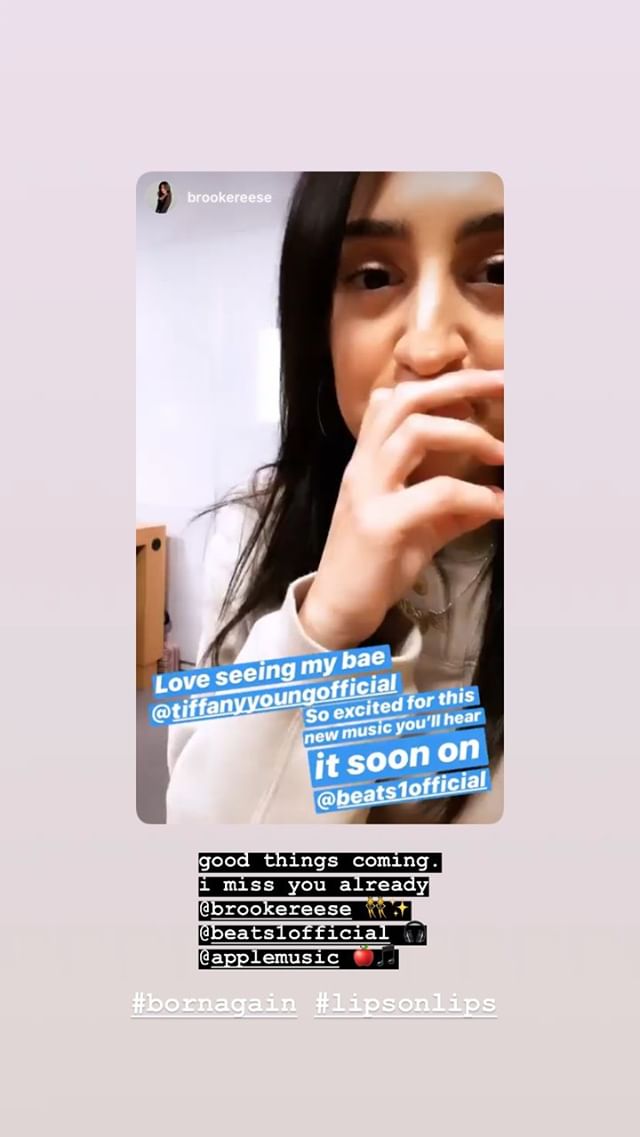 brookereese
Love seeing my bae
@tiffanyyoungofficial
So excited for this
new music you'll hear
it soon on
@beats1official
good things coming.
i miss you already
@brookereese 👯✨
@beats1official 🎧
@applemusic 🍎🎵
#bornagain #lipsonlips